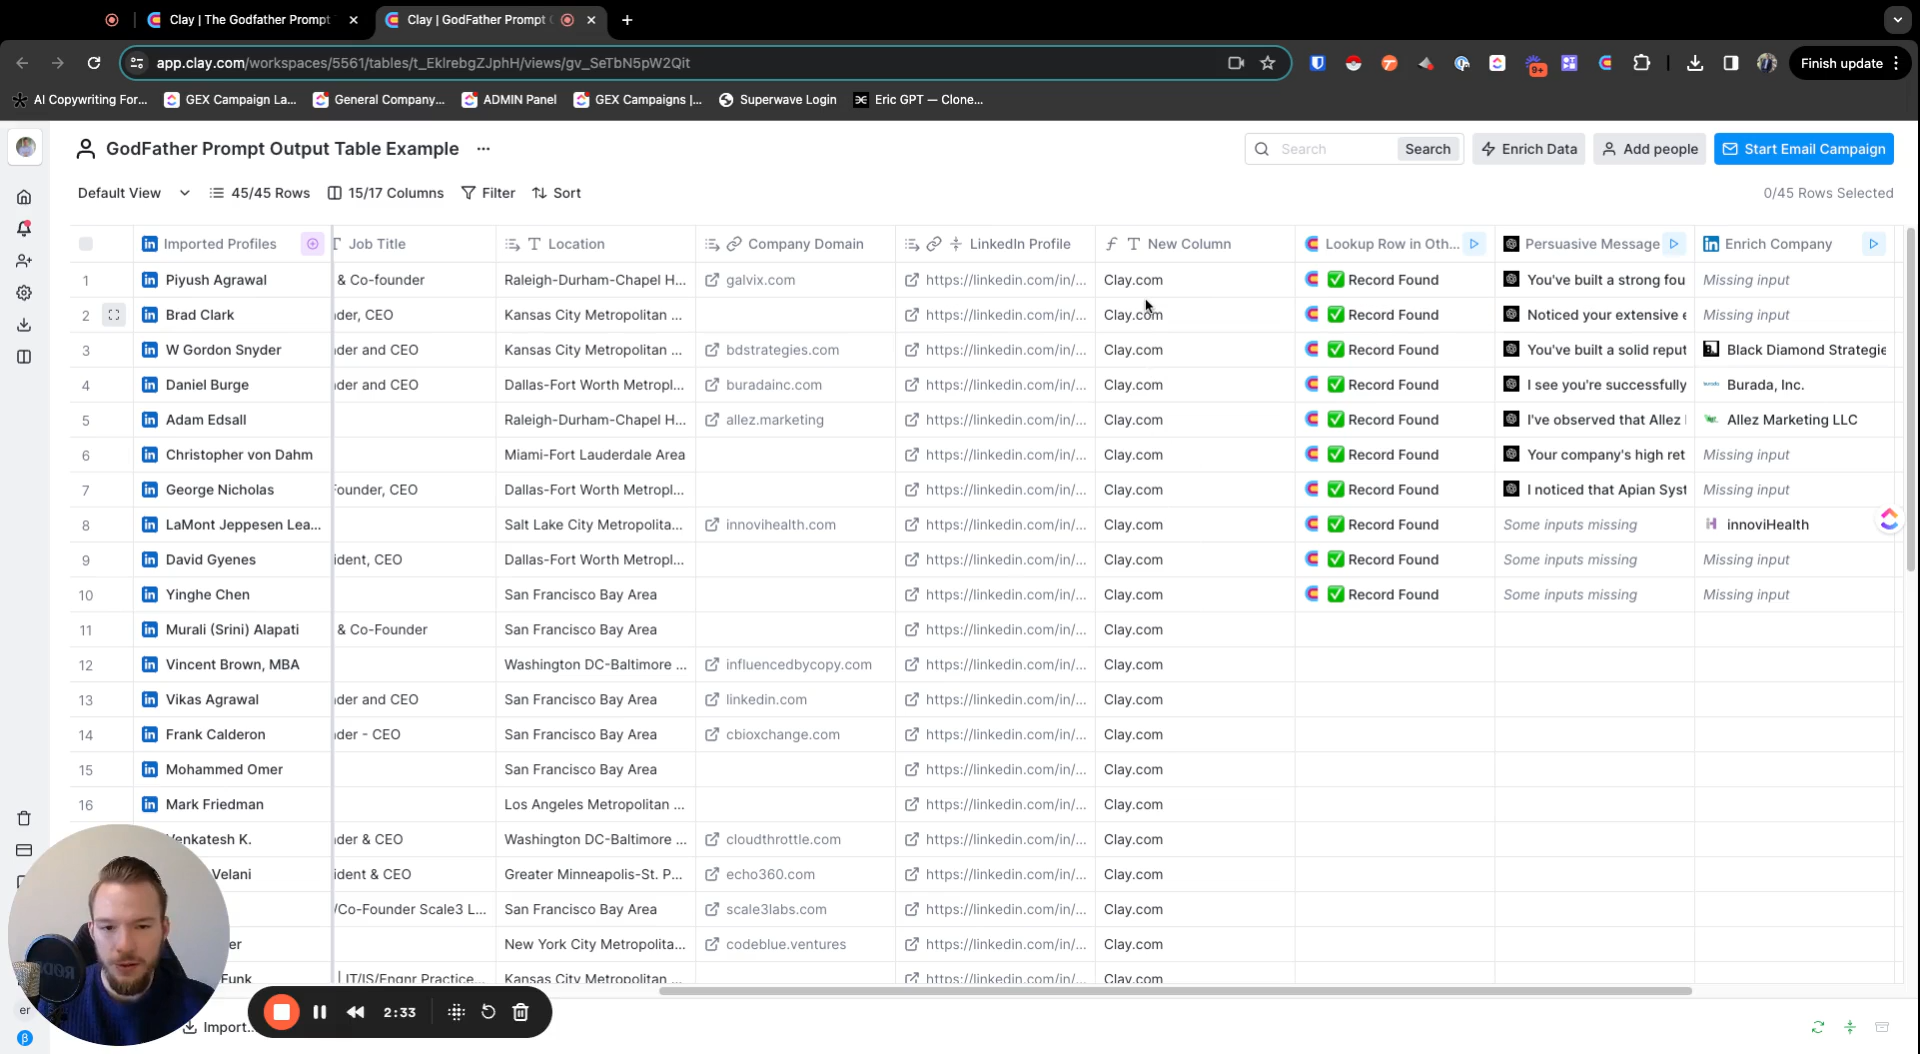 Clay | The Godfather Prompt
Clay | GodFather Prompt
app.clay.com/workspaces/5561/tables/t_EklrebgZJphH/views/gv_SeTbN5pW2Qit
9+
Finish update
AI Copywriting For...
GEX Campaign La...
General Company...
ADMIN Panel
GEX Campaigns |...
Superwave Login
Eric GPT — Clone...
GodFather Prompt Output Table Example
Search
Search
Enrich Data
Add people
Start Email Campaign
Default View
45/45 Rows
15/17 Columns
Filter
Sort
0/45 Rows Selected
Imported Profiles Job Title Location Company Domain LinkedIn Profile New Column Lookup Row in Oth... Persuasive Message Enrich Company
1 Piyush Agrawal & Co-founder Raleigh-Durham-Chapel H... galvix.com https://linkedin.com/in/... Clay.com ✅ Record Found You've built a strong fou Missing input
2 Brad Clark der, CEO Kansas City Metropolitan ... https://linkedin.com/in/... Clay.com ✅ Record Found Noticed your extensive e Missing input
3 W Gordon Snyder der and CEO Kansas City Metropolitan ... bdstrategies.com https://linkedin.com/in/... Clay.com ✅ Record Found You've built a solid reput Black Diamond Strategie
4 Daniel Burge der and CEO Dallas-Fort Worth Metropl... buradainc.com https://linkedin.com/in/... Clay.com ✅ Record Found I see you're successfully Burada, Inc.
5 Adam Edsall Raleigh-Durham-Chapel H... allez.marketing https://linkedin.com/in/... Clay.com ✅ Record Found I've observed that Allez Allez Marketing LLC
6 Christopher von Dahm Miami-Fort Lauderdale Area https://linkedin.com/in/... Clay.com ✅ Record Found Your company's high ret Missing input
7 George Nicholas Founder, CEO Dallas-Fort Worth Metropl... https://linkedin.com/in/... Clay.com ✅ Record Found I noticed that Apian Syst Missing input
8 LaMont Jeppesen Lea... Salt Lake City Metropolita... innovihealth.com https://linkedin.com/in/... Clay.com ✅ Record Found Some inputs missing innoviHealth
9 David Gyenes ident, CEO Dallas-Fort Worth Metropl... https://linkedin.com/in/... Clay.com ✅ Record Found Some inputs missing Missing input
10 Yinghe Chen San Francisco Bay Area https://linkedin.com/in/... Clay.com ✅ Record Found Some inputs missing Missing input
11 Murali (Srini) Alapati & Co-Founder San Francisco Bay Area https://linkedin.com/in/... Clay.com
12 Vincent Brown, MBA Washington DC-Baltimore ... influencedbycopy.com https://linkedin.com/in/... Clay.com
13 Vikas Agrawal der and CEO San Francisco Bay Area linkedin.com https://linkedin.com/in/... Clay.com
14 Frank Calderon der - CEO San Francisco Bay Area cbioxchange.com https://linkedin.com/in/... Clay.com
15 Mohammed Omer San Francisco Bay Area https://linkedin.com/in/... Clay.com
16 Mark Friedman Los Angeles Metropolitan ... https://linkedin.com/in/... Clay.com
Venkatesh K. der & CEO Washington DC-Baltimore ... cloudthrottle.com https://linkedin.com/in/... Clay.com
Velani ident & CEO Greater Minneapolis-St. P... echo360.com https://linkedin.com/in/... Clay.com
/Co-Founder Scale3 L... San Francisco Bay Area scale3labs.com https://linkedin.com/in/... Clay.com
er New York City Metropolita... codeblue.ventures https://linkedin.com/in/... Clay.com
Funk | IT/IS/Engnr Practice... Kansas City Metropolitan https://linkedin.com/in/... Clay.com
RØDE
er
β
Import...
2:33